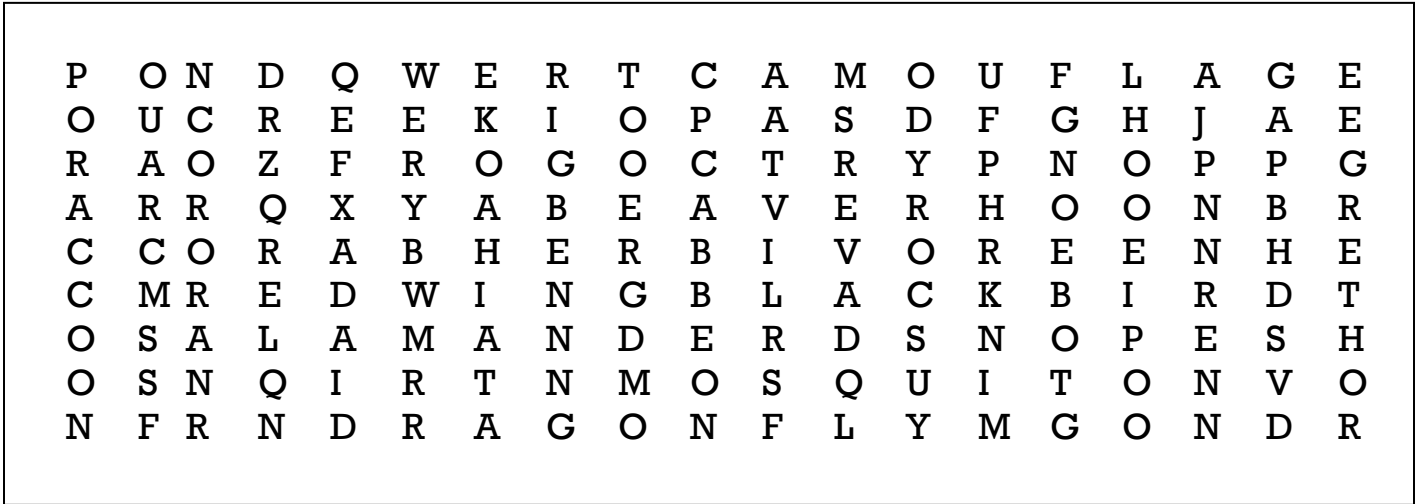 P O N D Q W E R T C A M O U F L A G E
O U C R E E K I O P A S D F G H J A E
R A O Z F R O G O C T R Y P N O P P G
A R R Q X Y A B E A V E R H O O N B R
C C O R A B H E R B I V O R E E N H E
C M R E D W I N G B L A C K B I R D T
O S A L A M A N D E R D S N O P E S H
O S N Q I R T N M O S Q U I T O N V O
N F R N D R A G O N F L Y M G O N D R